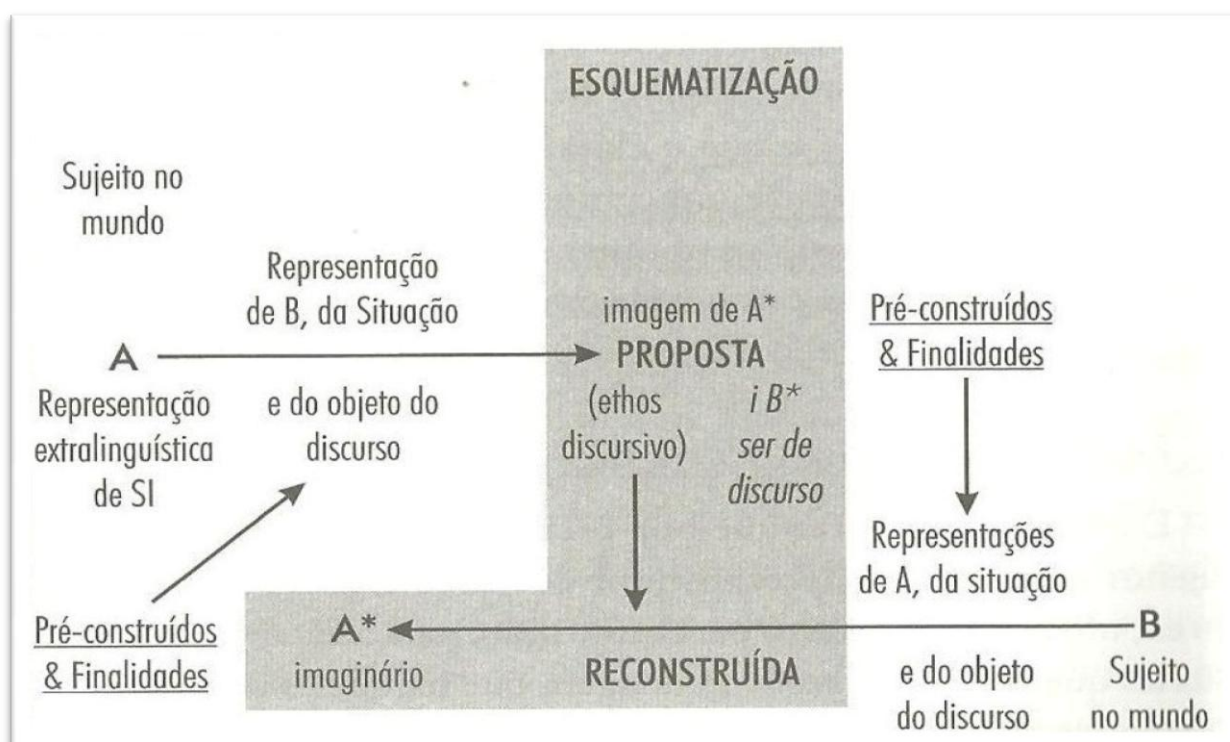 ESQUEMATIZAÇÃO
Sujeito no
mundo
Representação
de B, da Situação
A
Representação
extralinguística
de SI
e do objeto do
discurso
Pré-construídos
& Finalidades
imagem de A*
PROPOSTA
(ethos
discursivo)
i B*
ser de
discurso
Pré-construídos
& Finalidades
Representações
de A, da situação
A*
imaginário
RECONSTRUÍDA
B
e do objeto
do discurso
Sujeito
no mundo